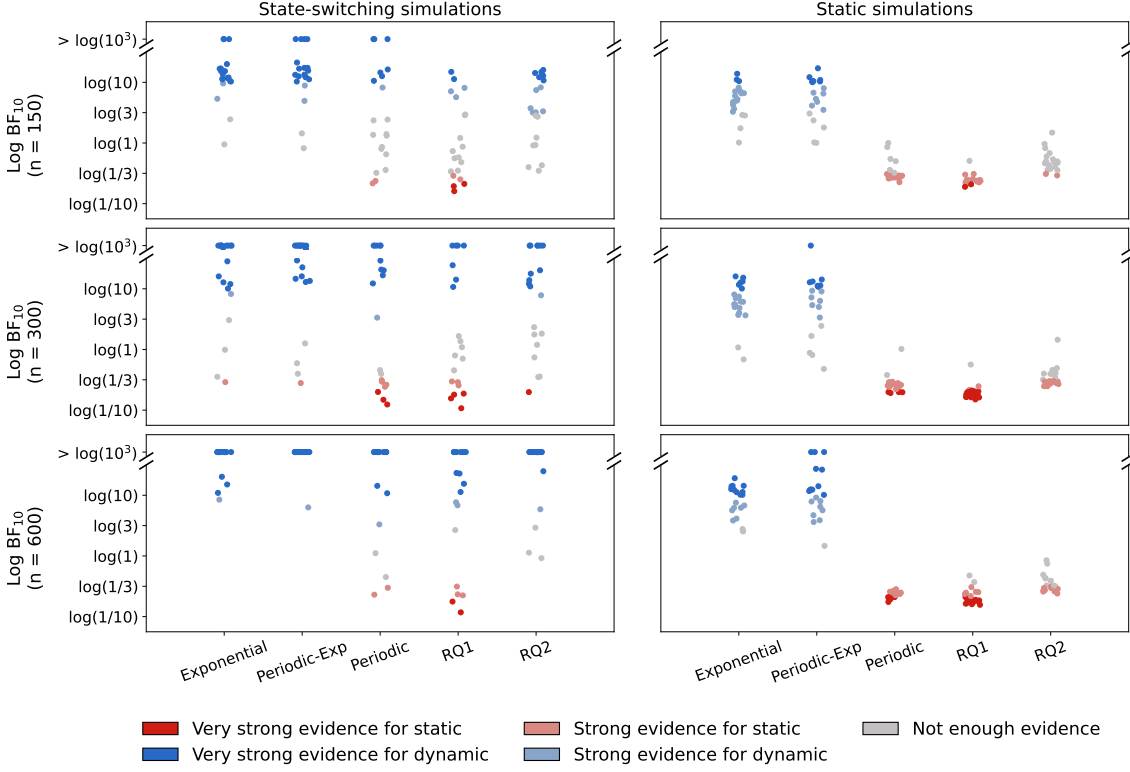 State-switching simulations
Static simulations
Log BF10
(n = 150)
> log(10³)
log(10)
log(3)
log(1)
log(1/3)
log(1/10)
Log BF10
(n = 300)
> log(10³)
log(10)
log(3)
log(1)
log(1/3)
log(1/10)
Log BF10
(n = 600)
> log(10³)
log(10)
log(3)
log(1)
log(1/3)
log(1/10)
Exponential
Periodic-Exp
Periodic
RQ1
RQ2
Exponential
Periodic-Exp
Periodic
RQ1
RQ2
Very strong evidence for static
Strong evidence for static
Not enough evidence
Very strong evidence for dynamic
Strong evidence for dynamic